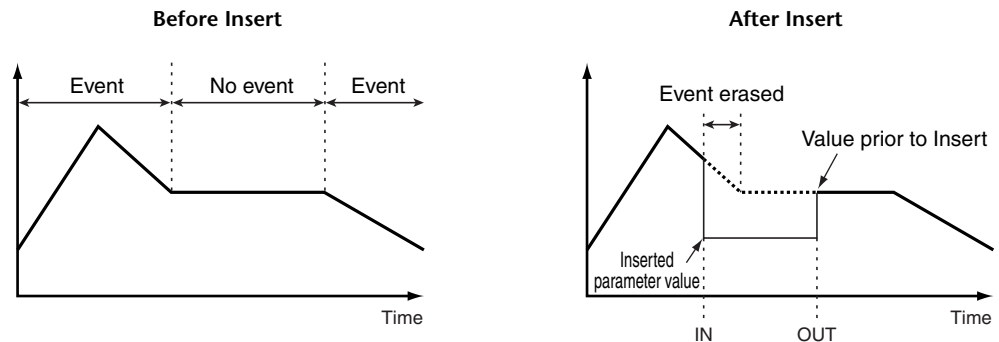 Before Insert
Event
No event
Event
Time
After Insert
Event erased
Value prior to Insert
Inserted
parameter value
Time
IN
OUT